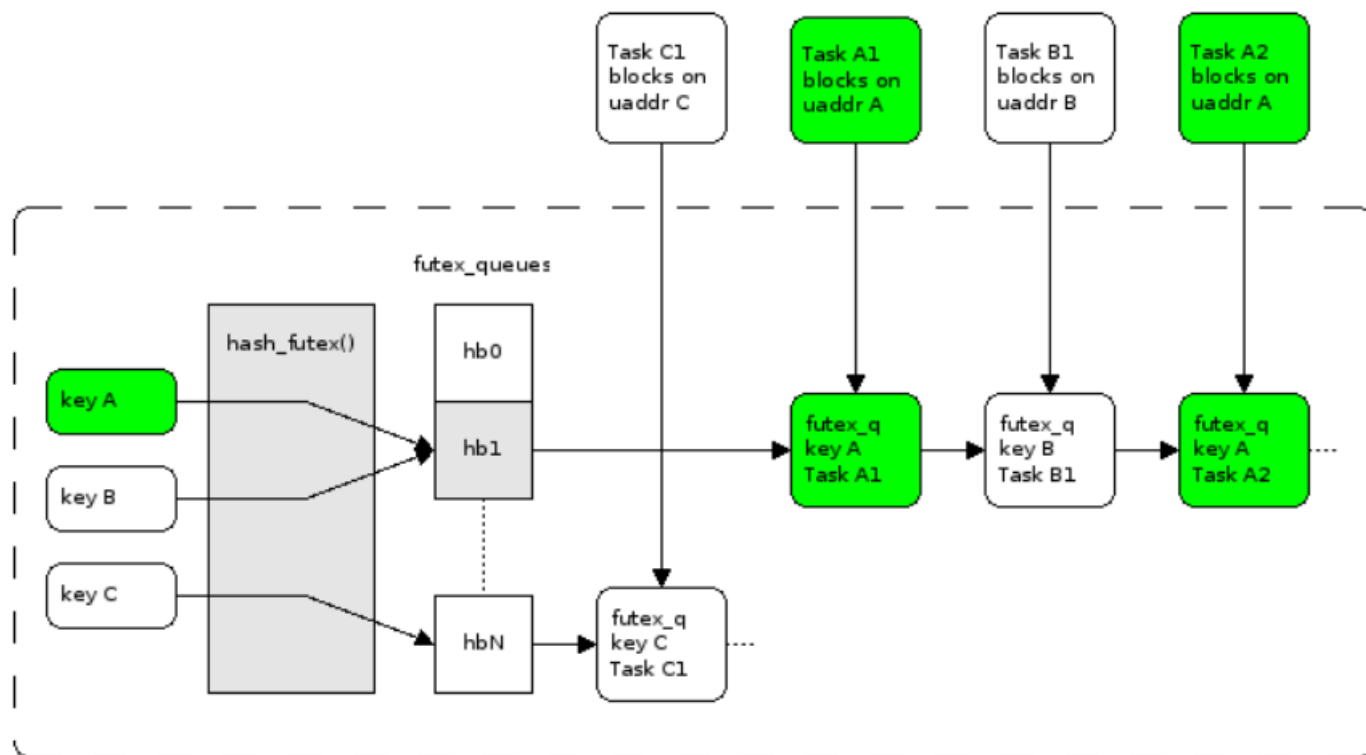 Task C1
blocks on
uaddr C
Task A1
blocks on
uaddr A
Task B1
blocks on
uaddr B
Task A2
blocks on
uaddr A
futex_queues
hash_futex()
key A
key B
key C
hb0
hb1
hbN
futex_q
key A
Task A1
futex_q
key B
Task B1
futex_q
key A
Task A2
futex_q
key C
Task C1